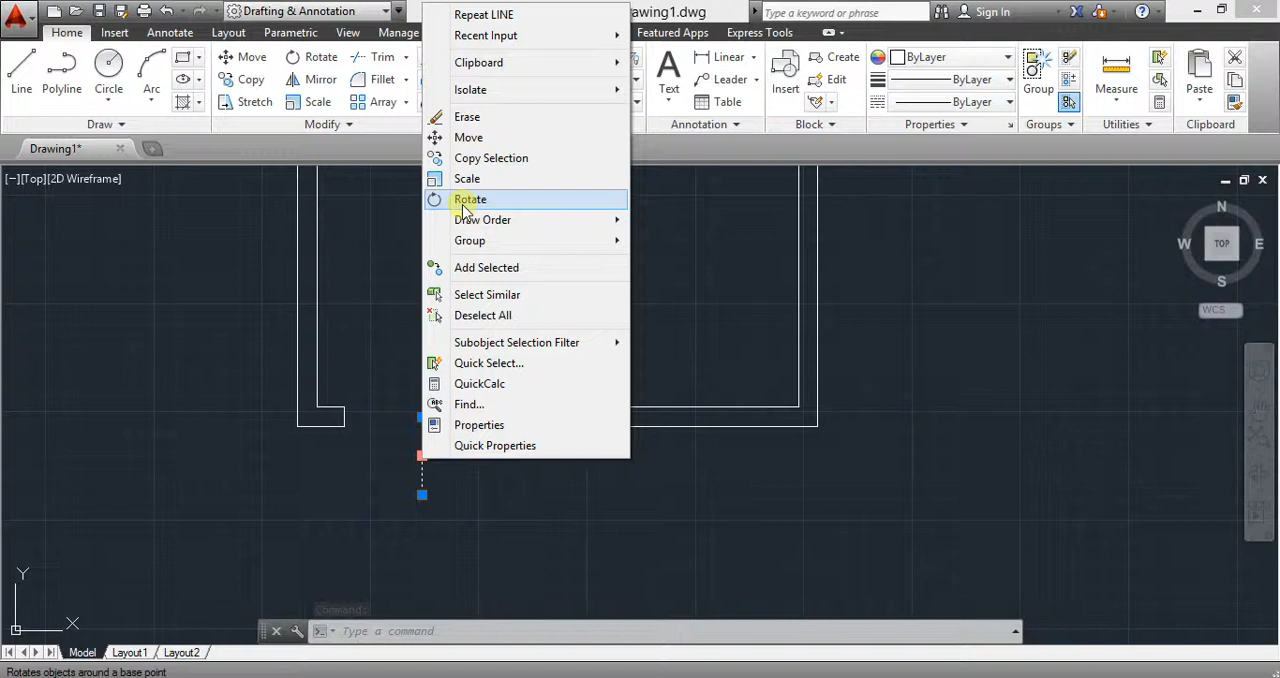 Drafting & Annotation
rawing1.dwg
Type a keyword or phrase
Sign In
Home Insert Annotate Layout Parametric View Manage Featured Apps Express Tools
Line Polyline Circle Arc
Move Rotate Trim
Copy Mirror Fillet
Stretch Scale Array
Text
Linear
Leader
Table
Insert
Create
Edit
ByLayer
ByLayer
ByLayer
Group
Measure
Paste
Draw Modify Annotation Block Properties Groups Utilities Clipboard
Drawing1*
[−][Top][2D Wireframe]
Repeat LINE
Recent Input
Clipboard
Isolate
Erase
Move
Copy Selection
Scale
Rotate
Draw Order
Group
Add Selected
Select Similar
Deselect All
Subobject Selection Filter
Quick Select...
QuickCalc
Find...
Properties
Quick Properties
N
W TOP E
S
WCS
Y
X
Command:
Type a command
Model Layout1 Layout2
Rotates objects around a base point